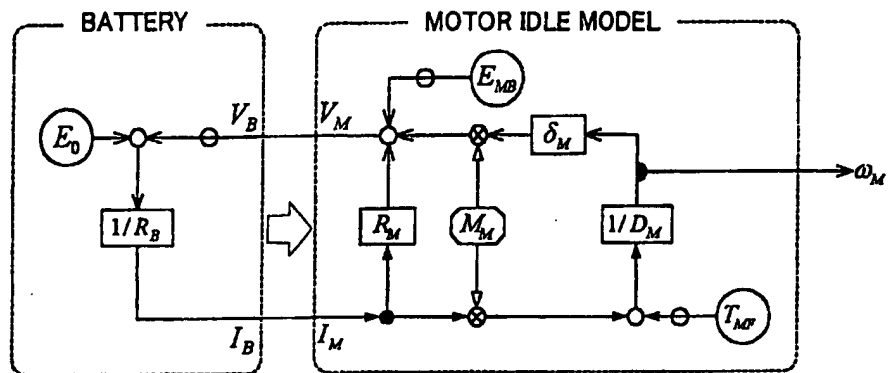 BATTERY
MOTOR IDLE MODEL
E_MB
V_B
V_M
E_0
δ_M
ω_M
1/R_B
R_M
M_M
1/D_M
T_MF
I_B
I_M